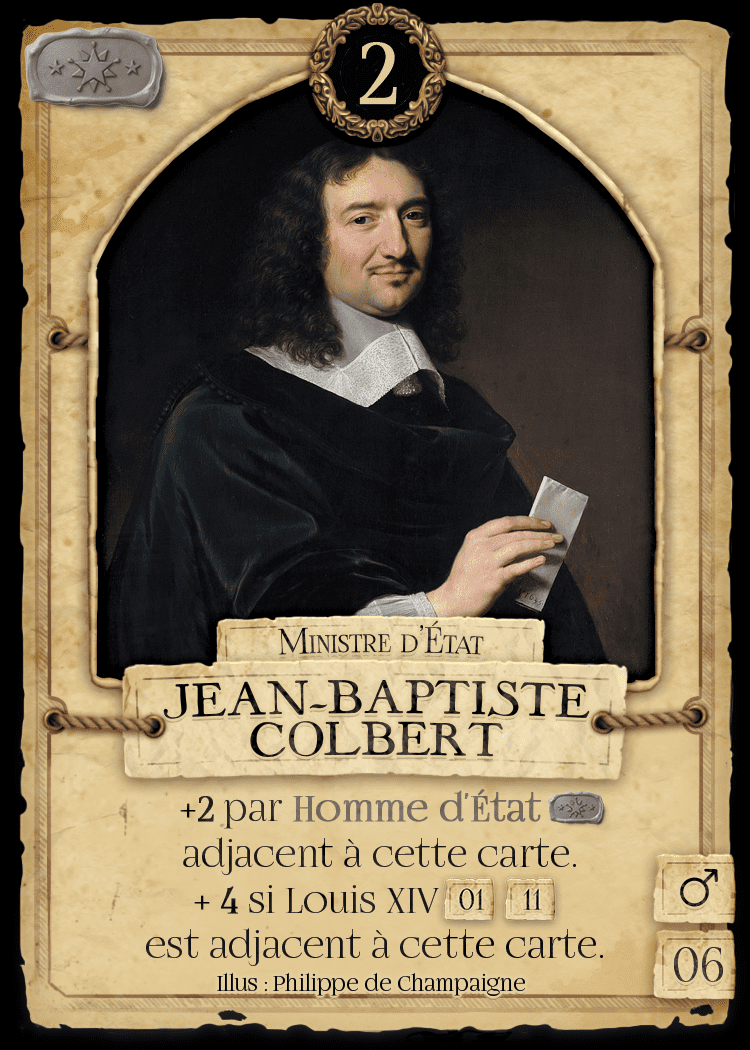 2
MINISTRE D'ÉTAT
JEAN-BAPTISTE
COLBERT
+2 par Homme d'État
adjacent à cette carte.
+ 4 si Louis XIV 01 11
est adjacent à cette carte.
Illus : Philippe de Champaigne
♂
06